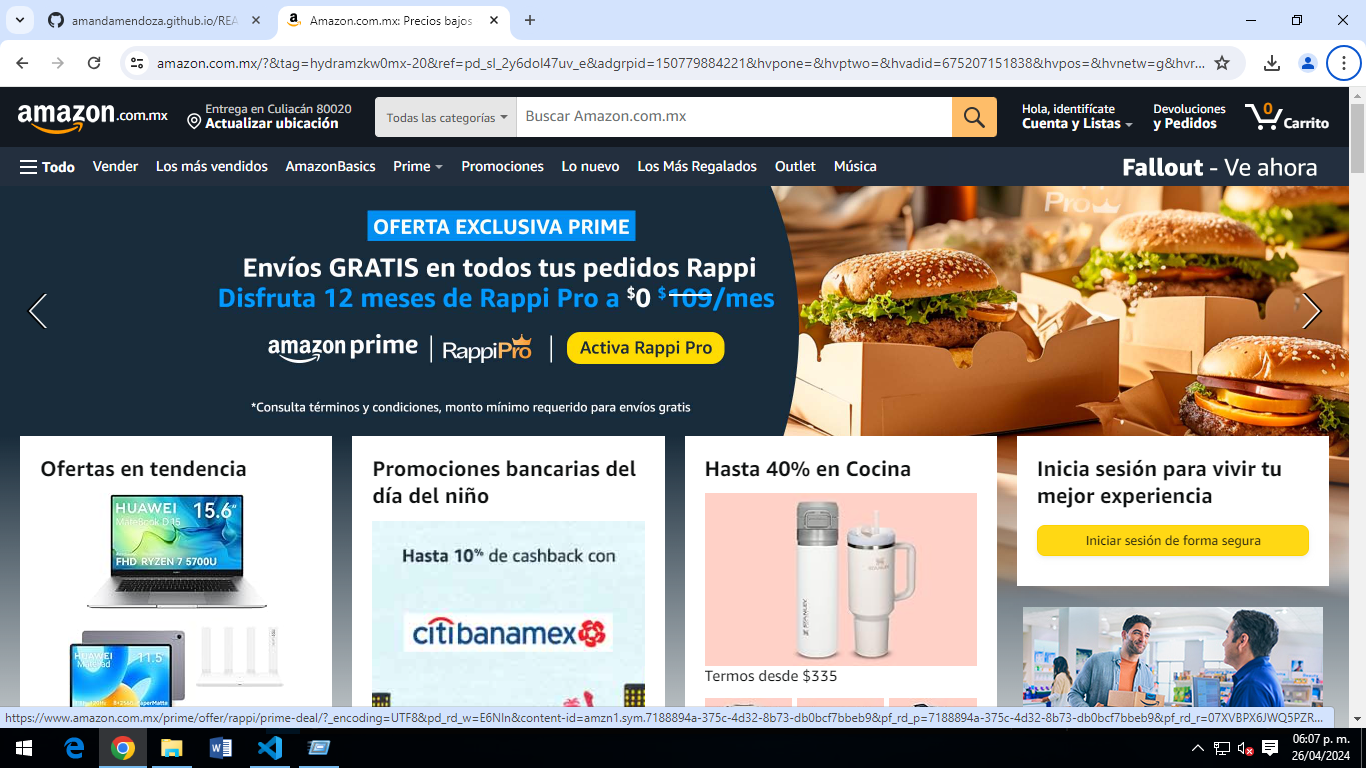 amandamendoza.github.io/REA
Amazon.com.mx: Precios bajos
amazon.com.mx/?&tag=hydramzkw0mx-20&ref=pd_sl_2y6dol47uv_e&adgrpid=150779884221&hvpone=&hvptwo=&hvadid=675207151838&hvpos=&hvnetw=g&hvr...
amazon.com.mx
Entrega en Culiacán 80020
Actualizar ubicación
Todas las categorías
Buscar Amazon.com.mx
Hola, identifícate
Cuenta y Listas
Devoluciones
y Pedidos
0
Carrito
Todo Vender Los más vendidos AmazonBasics Prime Promociones Lo nuevo Los Más Regalados Outlet Música
Fallout - Ve ahora
OFERTA EXCLUSIVA PRIME
Envíos GRATIS en todos tus pedidos Rappi
Disfruta 12 meses de Rappi Pro a $0 $109/mes
amazon prime | RappiPro | Activa Rappi Pro
*Consulta términos y condiciones, monto mínimo requerido para envíos gratis
Pro
Ofertas en tendencia
HUAWEI 15.6"
MateBook D 15
FHD RYZEN 7 5700U
HUAWEI 11.5"
MatePad
Promociones bancarias del
día del niño
Hasta 10% de cashback con
citibanamex
Hasta 40% en Cocina
STANLEY
STANLEY
Termos desde $335
Inicia sesión para vivir tu
mejor experiencia
Iniciar sesión de forma segura
https://www.amazon.com.mx/prime/offer/rappi/prime-deal/?_encoding=UTF8&pd_rd_w=E6NIn&content-id=amzn1.sym.7188894a-375c-4d32-8b73-db0bcf7bbeb9&pf_rd_p=7188894a-375c-4d32-8b73-db0bcf7bbeb9&pf_rd_r=07XVBPX6JWQ5PZR...
06:07 p. m.
26/04/2024